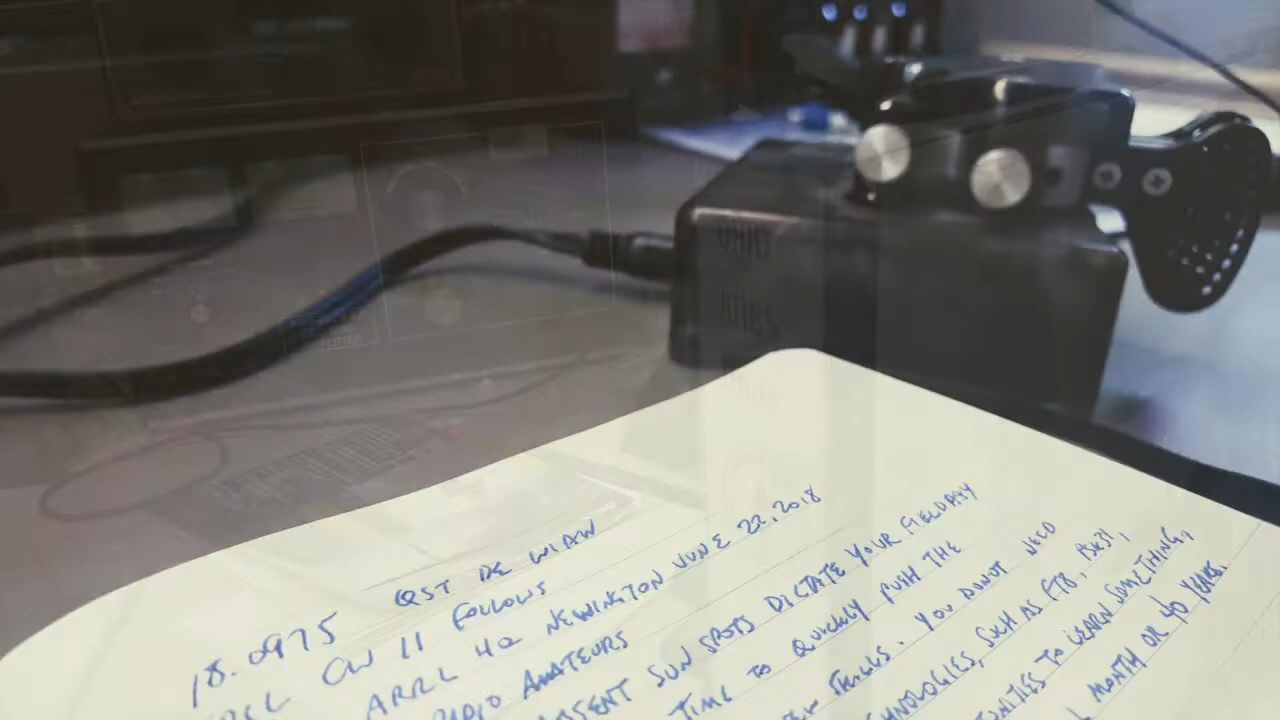 18.0975 QST DE W1AW
CW 11 FOLLOWS
ARRL HQ NEWINGTON JUNE 22, 2018
RADIO AMATEURS
SUN SPOTS DICTATE YOUR FIELDDAY
TIME TO QUICKLY PUSH THE
SKILLS. YOU DO NOT NEED
SUCH AS FT8. BEST,
TO LEARN SOMETHING,
MONTH OR 40 YEARS.